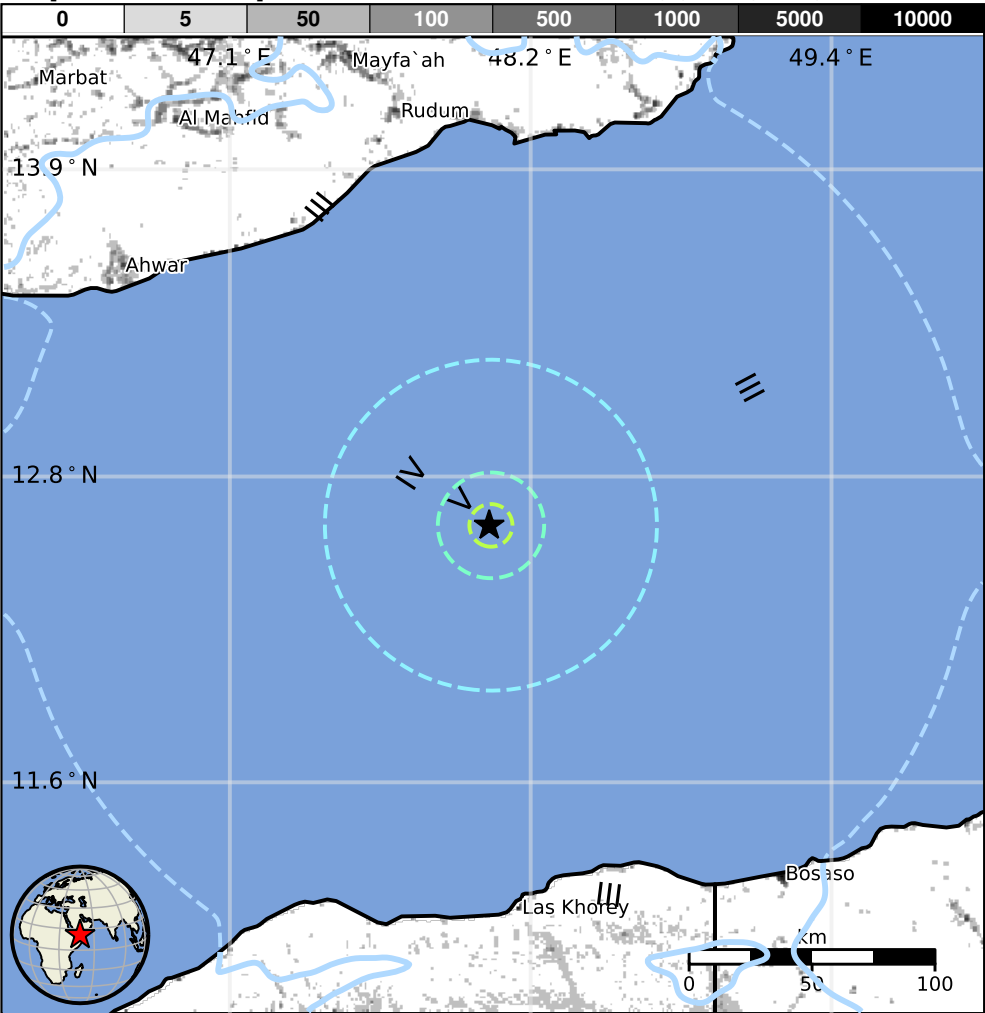 0 5 50 100 500 1000 5000 10000
47.1°E 48.2°E 49.4°E
Mayfa`ah
Marbat
Rudum
Al Mahfid
13.9°N
III
Ahwar
III
12.8°N
IV
V
11.6°N
Bosaso
III
Las Khorey
km
0 50 100